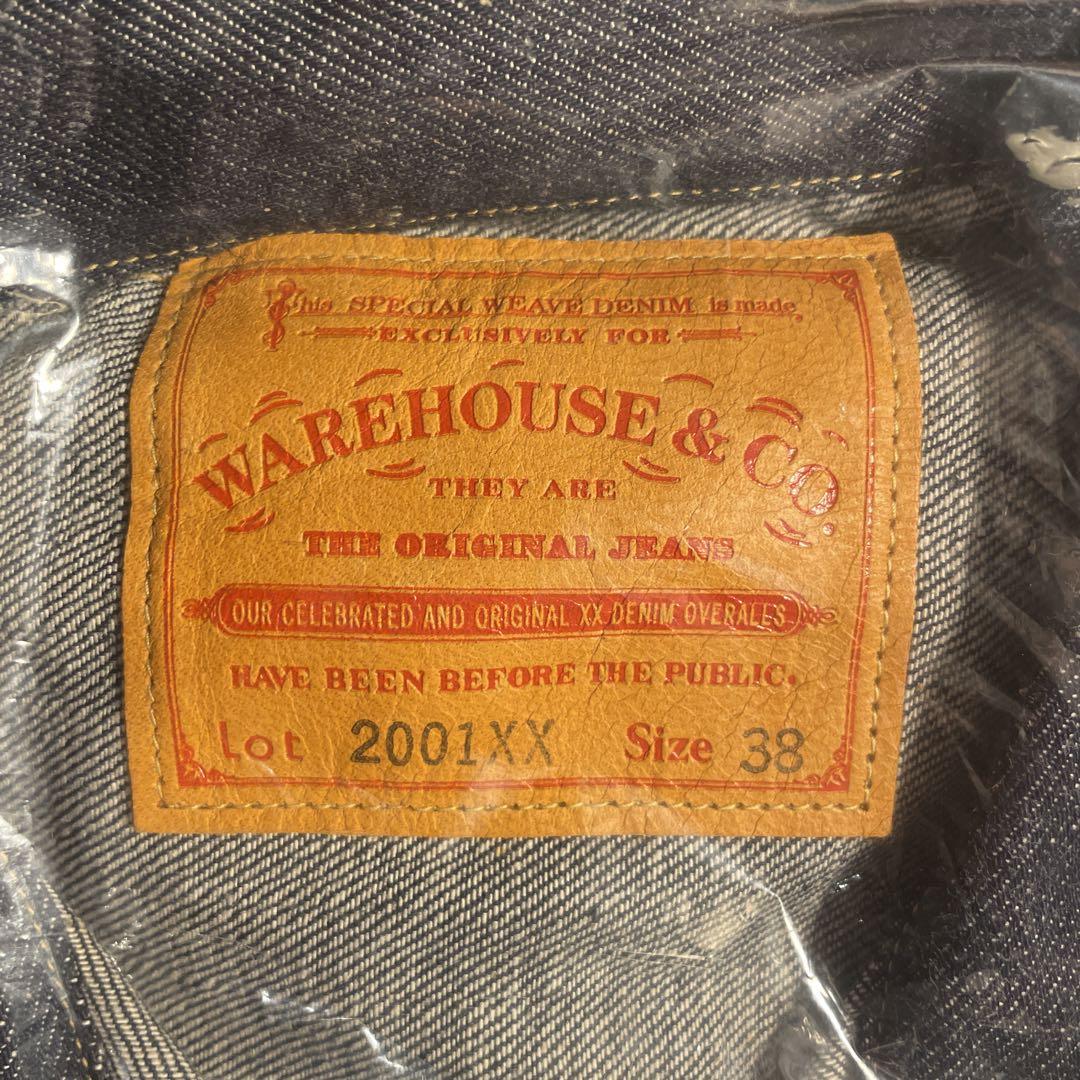 This SPECIAL WEAVE DENIM is made
EXCLUSIVELY FOR
WAREHOUSE & CO.
THEY ARE
THE ORIGINAL JEANS
OUR CELEBRATED AND ORIGINAL XX DENIM OVERALLS
HAVE BEEN BEFORE THE PUBLIC.
Lot 2001XX Size 38